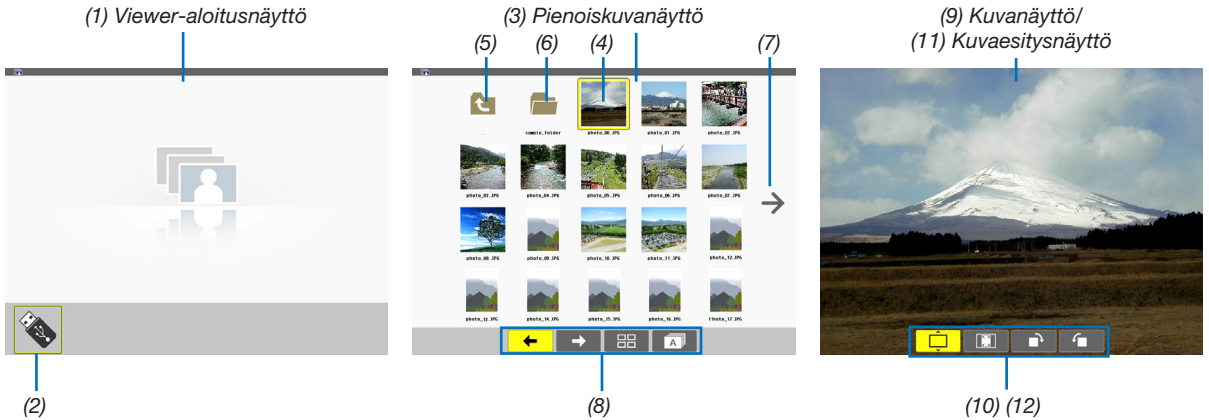 (1) Viewer-aloitusnäyttö
(3) Pienoiskuvanäyttö
(9) Kuvanäyttö/
(11) Kuvaesitysnäyttö
(5) (6) (4) (7)
sample_folder photo_00.JPG photo_01.JPG photo_02.JPG
photo_03.JPG photo_04.JPG photo_05.JPG photo_06.JPG photo_07.JPG
photo_08.JPG photo_09.JPG photo_10.JPG photo_11.JPG photo_12.JPG
photo_13.JPG photo_14.JPG photo_15.JPG photo_16.JPG
A
(2)
(8)
(10) (12)